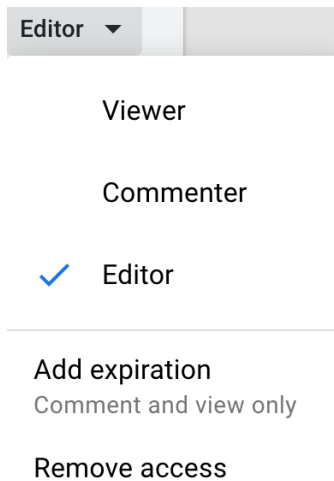 Editor
Viewer
Commenter
Editor
Add expiration
Comment and view only
Remove access